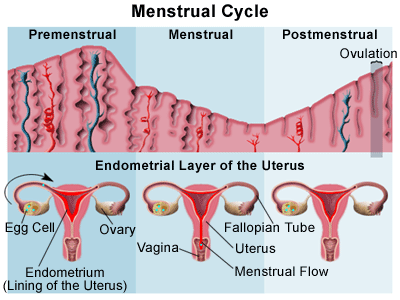 Menstrual Cycle
Premenstrual
Menstrual
Postmenstrual
Ovulation
Endometrial Layer of the Uterus
Egg Cell
Ovary
Endometrium
(Lining of the Uterus)
Vagina
Fallopian Tube
Uterus
Menstrual Flow